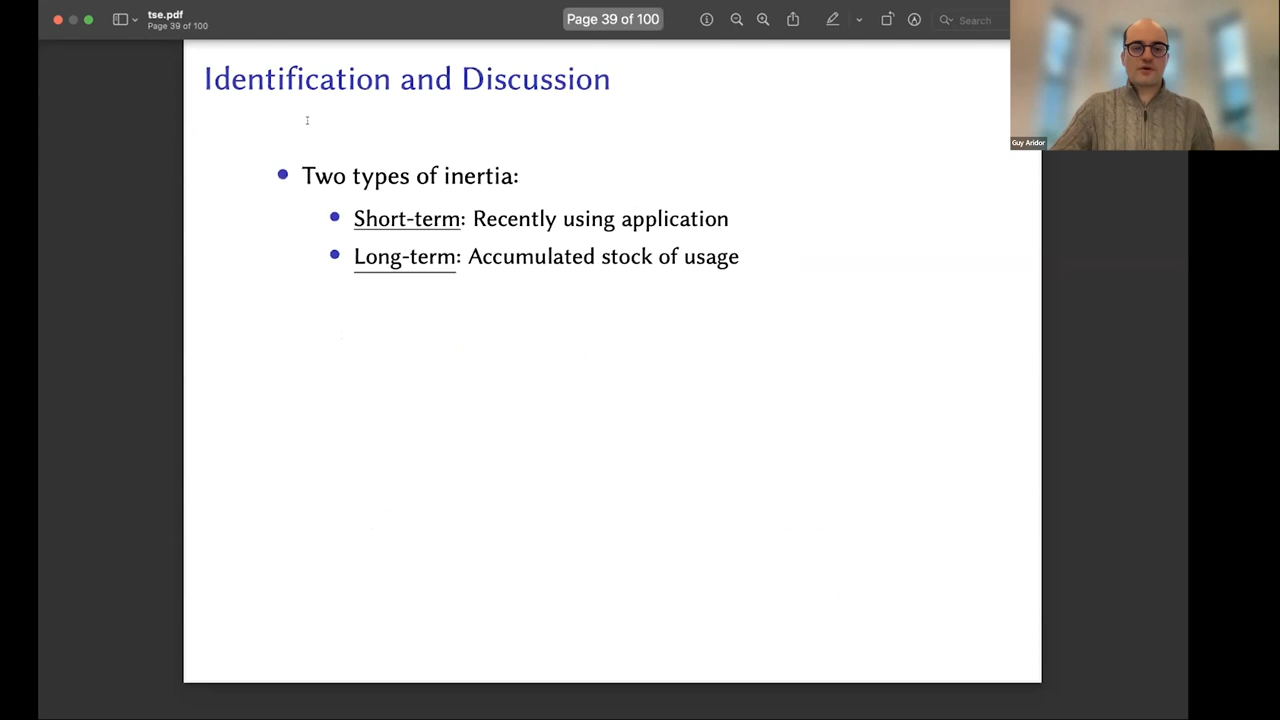 tse.pdf
Page 39 of 100
Page 39 of 100
Search
Identification and Discussion
Two types of inertia:
Short-term: Recently using application
Long-term: Accumulated stock of usage
Guy Aridor